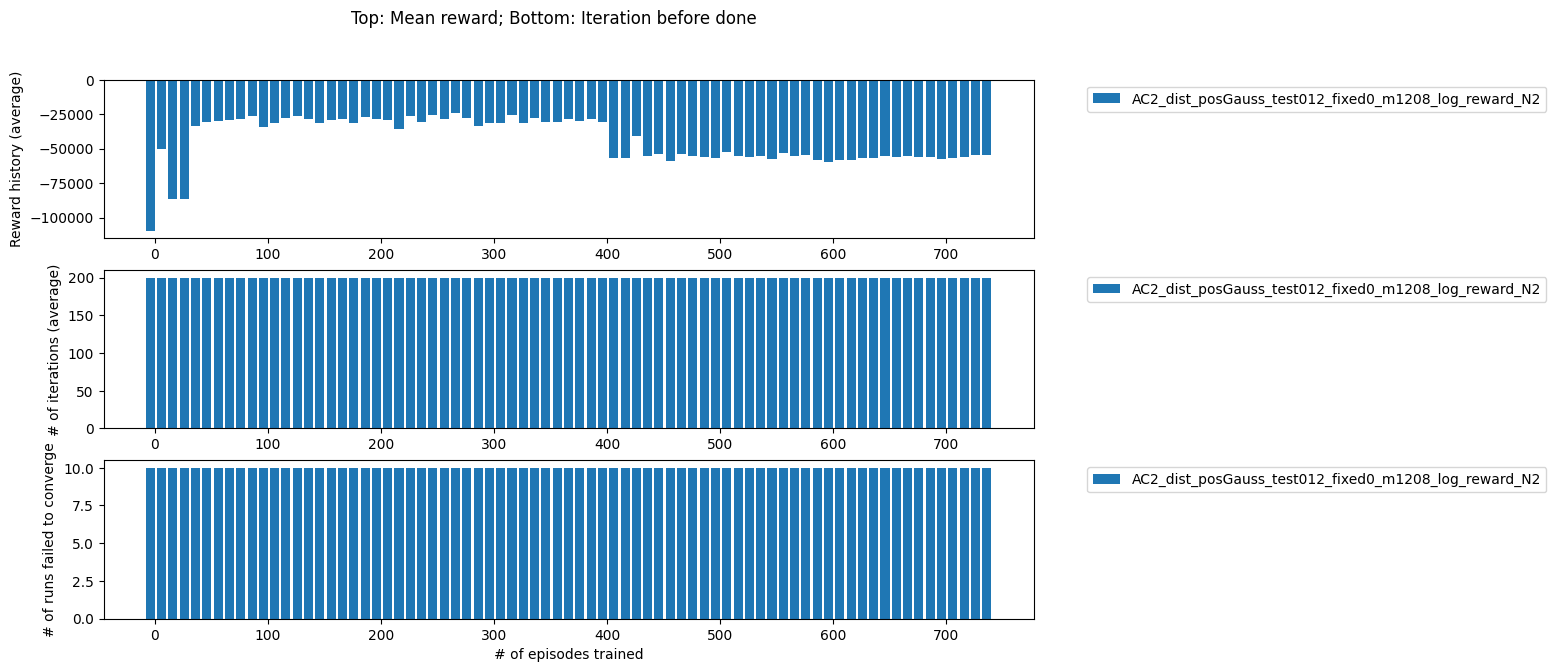 Top: Mean reward; Bottom: Iteration before done
Reward history (average)
0
−25000
−50000
−75000
−100000
0 100 200 300 400 500 600 700
AC2_dist_posGauss_test012_fixed0_m1208_log_reward_N2
# of iterations (average)
200
150
100
50
0
0 100 200 300 400 500 600 700
AC2_dist_posGauss_test012_fixed0_m1208_log_reward_N2
# of runs failed to converge
10.0
7.5
5.0
2.5
0.0
0 100 200 300 400 500 600 700
# of episodes trained
AC2_dist_posGauss_test012_fixed0_m1208_log_reward_N2